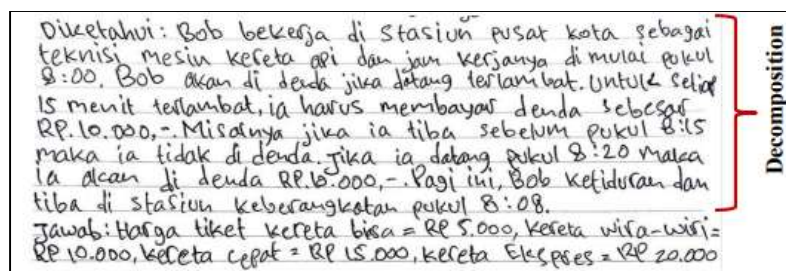 Diketahui: Bob bekerja di stasiun pusat kota sebagai
teknisi mesin kereta api dan jam kerjanya di mulai pukul
8:00. Bob akan di denda jika datang terlambat. Untuk setiap
15 menit terlambat, ia harus membayar denda sebesar
RP. 10.000,-. Misalnya jika ia tiba sebelum pukul 8:15
maka ia tidak di denda. Jika ia datang pukul 8:20 maka
ia akan di denda RP. 10.000,-. Pagi ini, Bob ketiduran dan
tiba di stasiun keberangkatan pukul 8:08.
Jawab: Harga tiket kereta bisa = RP 5.000, kereta wira-wiri =
RP 10.000, kereta cepat = RP 15.000, kereta Ekspres = RP 20.000
Decomposition